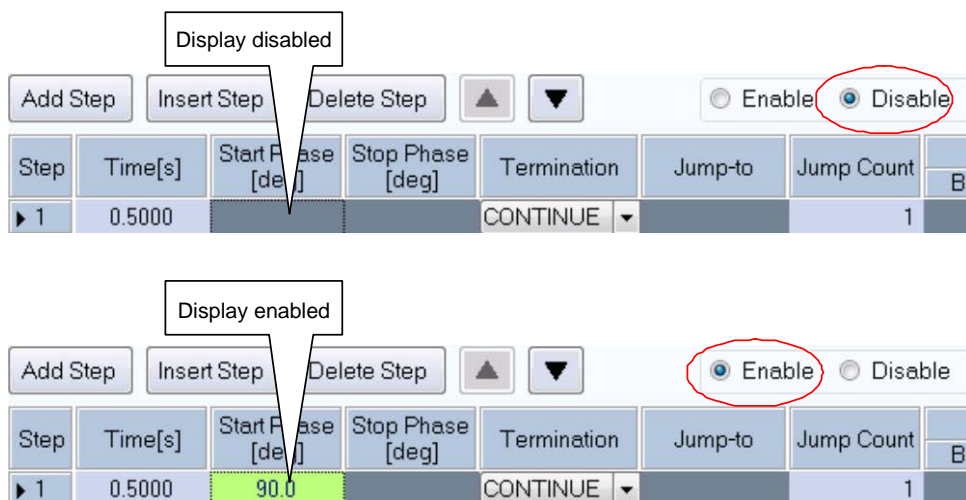 Display disabled
Add Step Insert Step Delete Step Enable Disable
Step Time[s] Start Phase [deg] Stop Phase [deg] Termination Jump-to Jump Count B
1 0.5000 CONTINUE 1
Display enabled
Add Step Insert Step Delete Step Enable Disable
Step Time[s] Start Phase [deg] Stop Phase [deg] Termination Jump-to Jump Count B
1 0.5000 90.0 CONTINUE 1